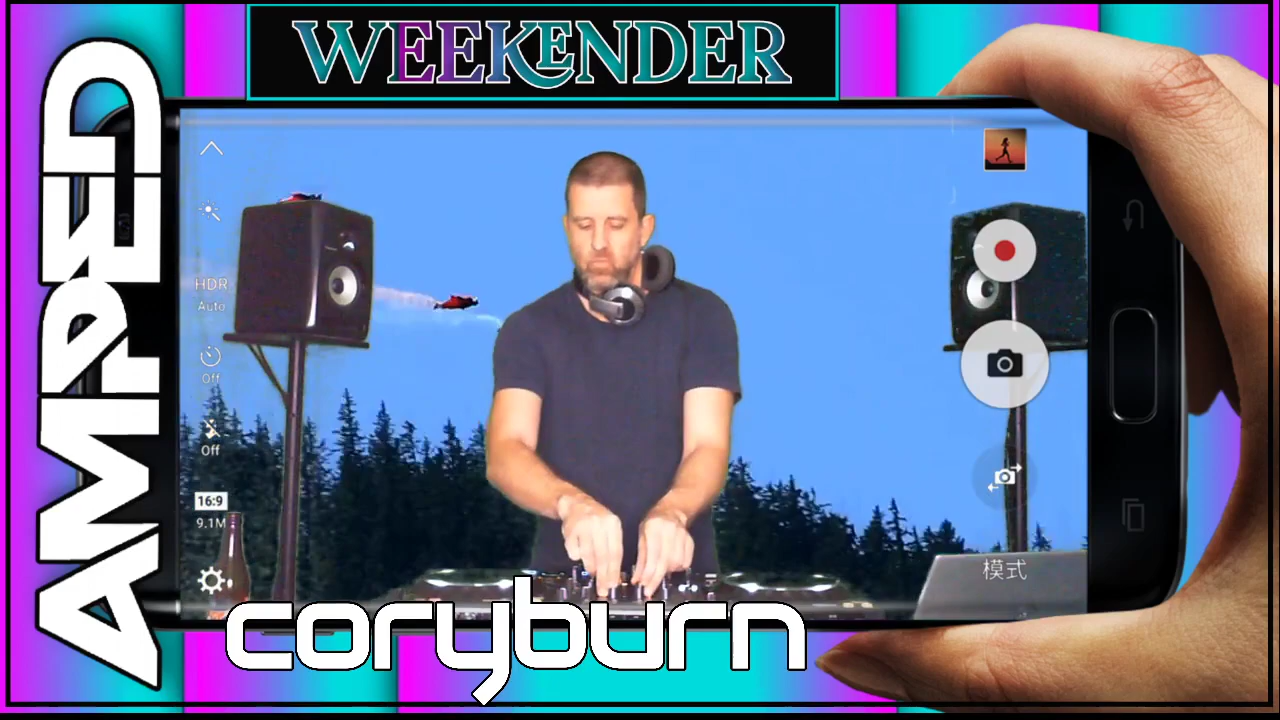 WEEKENDER
AMPED
HDR
Auto
Off
Off
16:9
9.1M
模式
coryburn